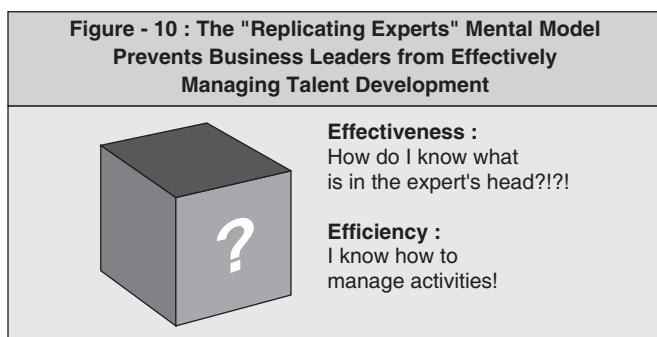 Figure - 10 : The "Replicating Experts" Mental Model
Prevents Business Leaders from Effectively
Managing Talent Development
?
Effectiveness :
How do I know what
is in the expert's head?!?!
Efficiency :
I know how to
manage activities!